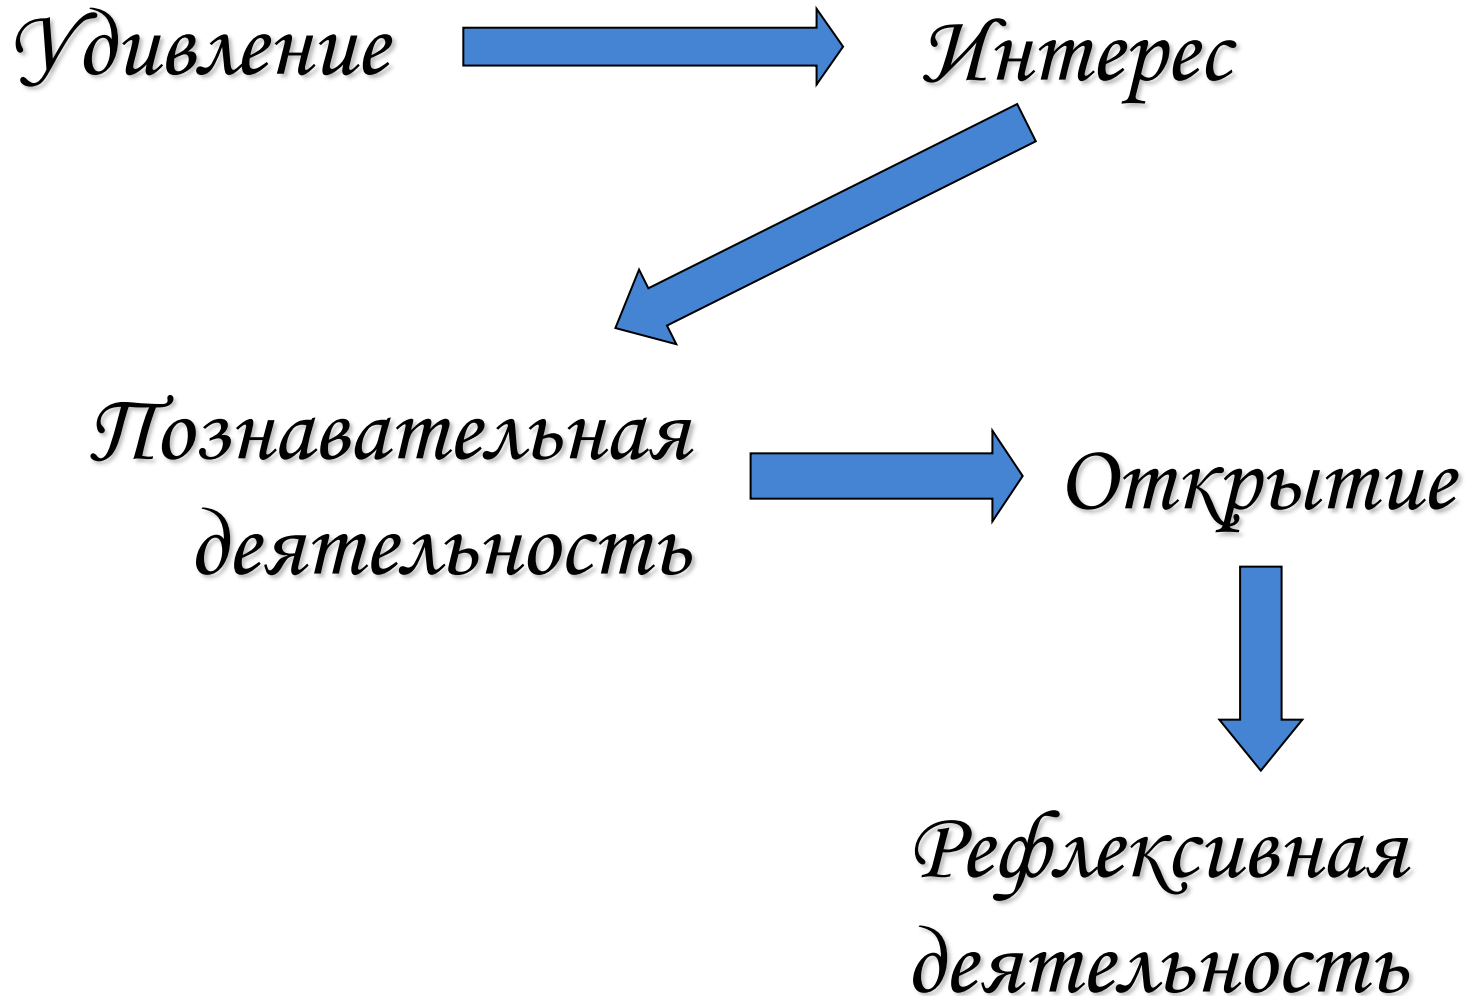 Удивление
Интерес
Познавательная
деятельность
Открытие
Рефлексивная
деятельность